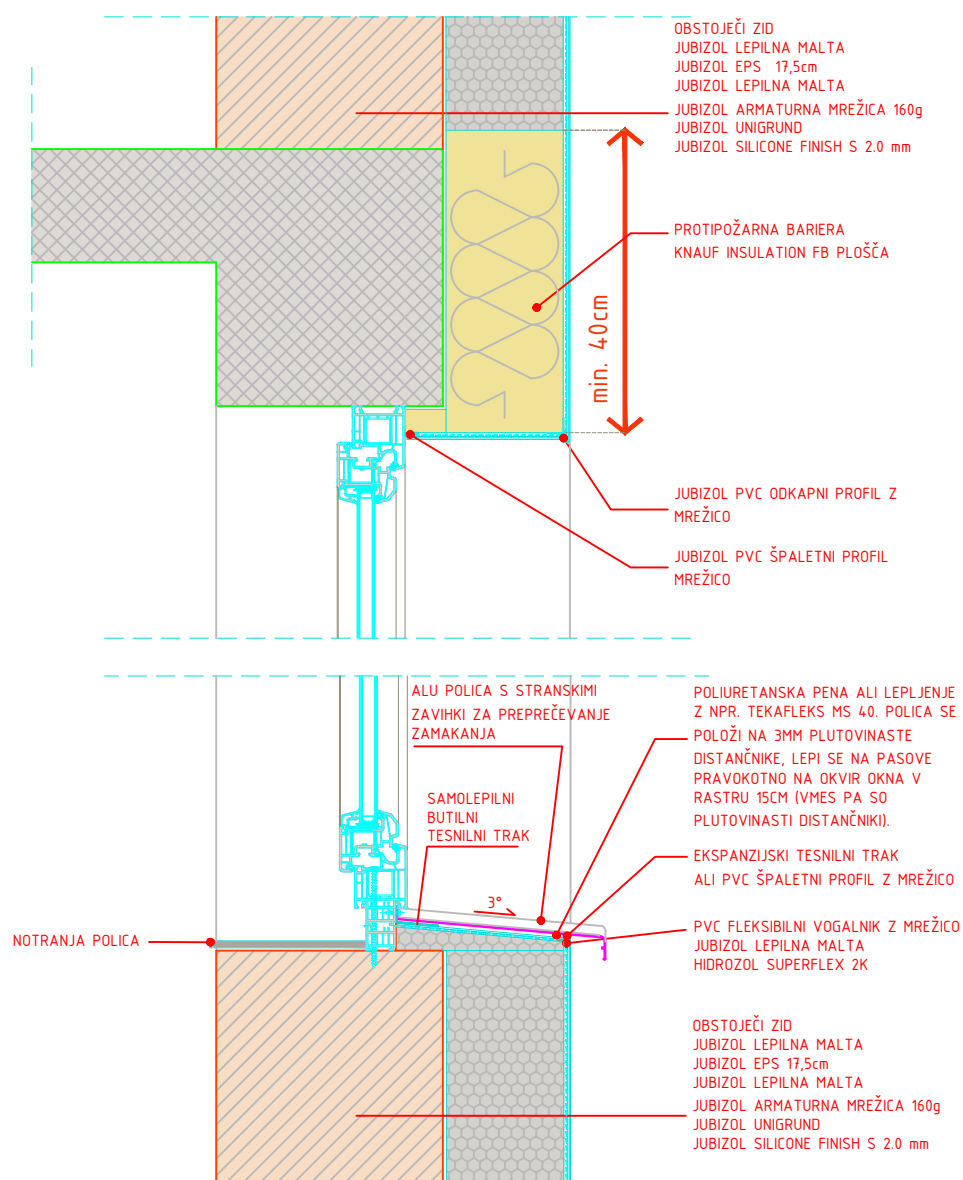 OBSTOJEČI ZID
JUBIZOL LEPILNA MALTA
JUBIZOL EPS 17,5cm
JUBIZOL LEPILNA MALTA
JUBIZOL ARMATURNA MREŽICA 160g
JUBIZOL UNIGRUND
JUBIZOL SILICONE FINISH S 2.0 mm
PROTIPOŽARNA BARIERA
KNAUF INSULATION FB PLOŠČA
min. 40cm
JUBIZOL PVC ODKAPNI PROFIL Z
MREŽICO
JUBIZOL PVC ŠPALETNI PROFIL
MREŽICO
ALU POLICA S STRANSKIMI
ZAVIHKI ZA PREPREČEVANJE
ZAMAKANJA
SAMOLEPILNI
BUTILNI
TESNILNI TRAK
POLIURETANSKA PENA ALI LEPLJENJE
Z NPR. TEKAFLEKS MS 40. POLICA SE
POLOŽI NA 3MM PLUTOVINASTE
DISTANČNIKE, LEPI SE NA PASOVE
PRAVOKOTNO NA OKVIR OKNA V
RASTRU 15CM (VMES PA SO
PLUTOVINASTI DISTANČNIKI).
EKSPANZIJSKI TESNILNI TRAK
ALI PVC ŠPALETNI PROFIL Z MREŽICO
3°
PVC FLEKSIBILNI VOGALNIK Z MREŽICO
JUBIZOL LEPILNA MALTA
HIDROZOL SUPERFLEX 2K
NOTRANJA POLICA
OBSTOJEČI ZID
JUBIZOL LEPILNA MALTA
JUBIZOL EPS 17,5cm
JUBIZOL LEPILNA MALTA
JUBIZOL ARMATURNA MREŽICA 160g
JUBIZOL UNIGRUND
JUBIZOL SILICONE FINISH S 2.0 mm